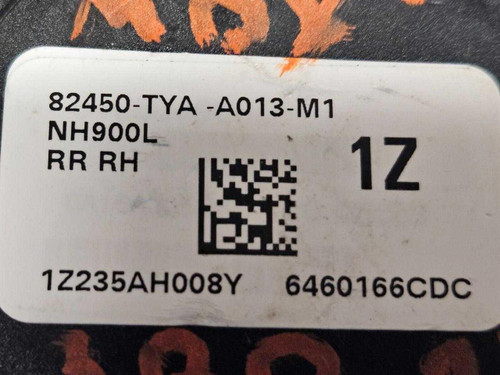 82450-TYA -A013-M1
NH900L
RR RH
1Z
1Z235AH008Y 6460166CDC